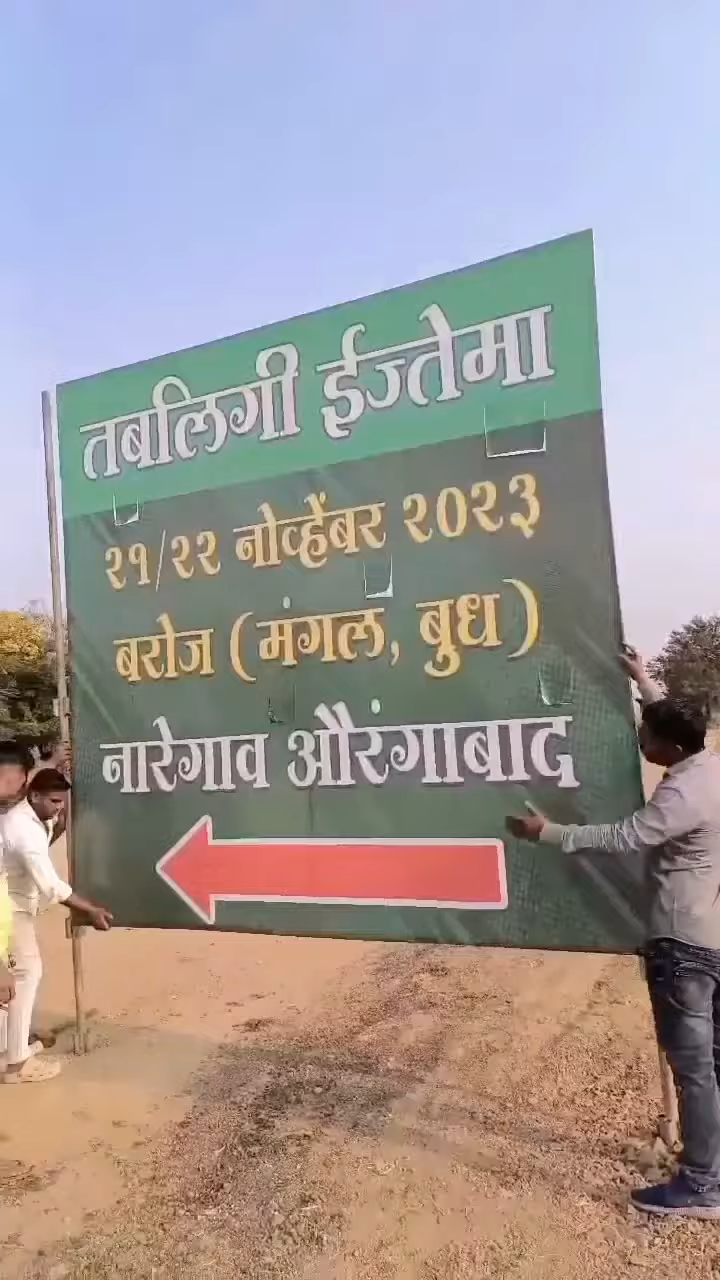 तबलिगी ईज्तेमा
२१/२२ नोव्हेंबर २०२३
बरोज (मंगल, बुध)
नारेगाव औरंगाबाद